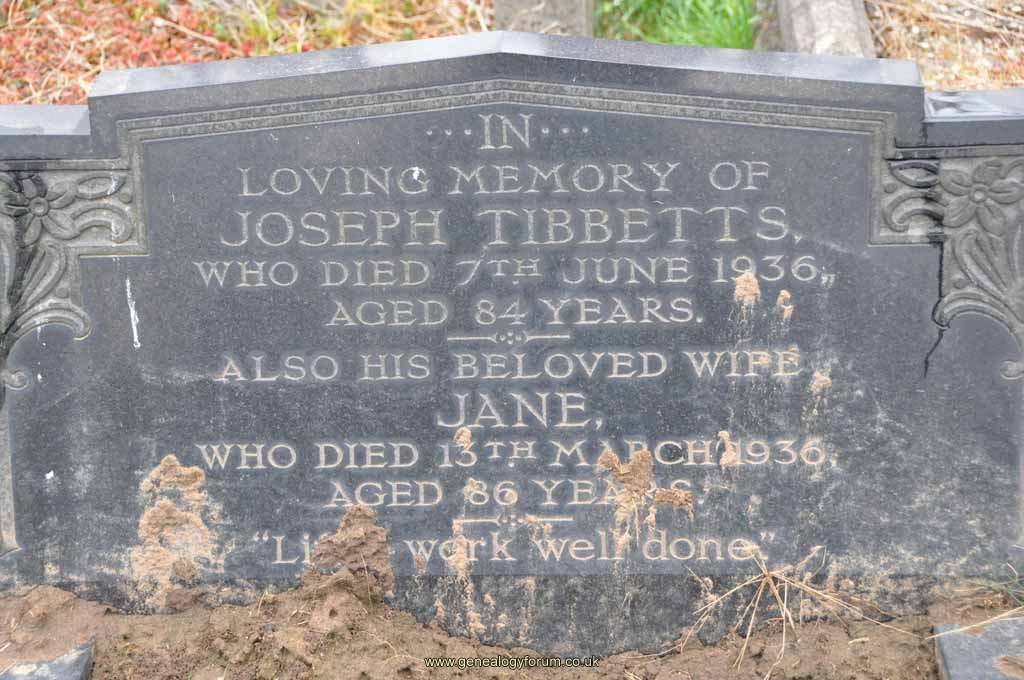 ...IN...
LOVING MEMORY OF
JOSEPH TIBBETTS,
WHO DIED 7TH JUNE 1936,
AGED 84 YEARS.
ALSO HIS BELOVED WIFE
JANE,
WHO DIED 13TH MARCH 1936,
AGED 86 YEARS.
work well done."
www.genealogyforum.co.uk